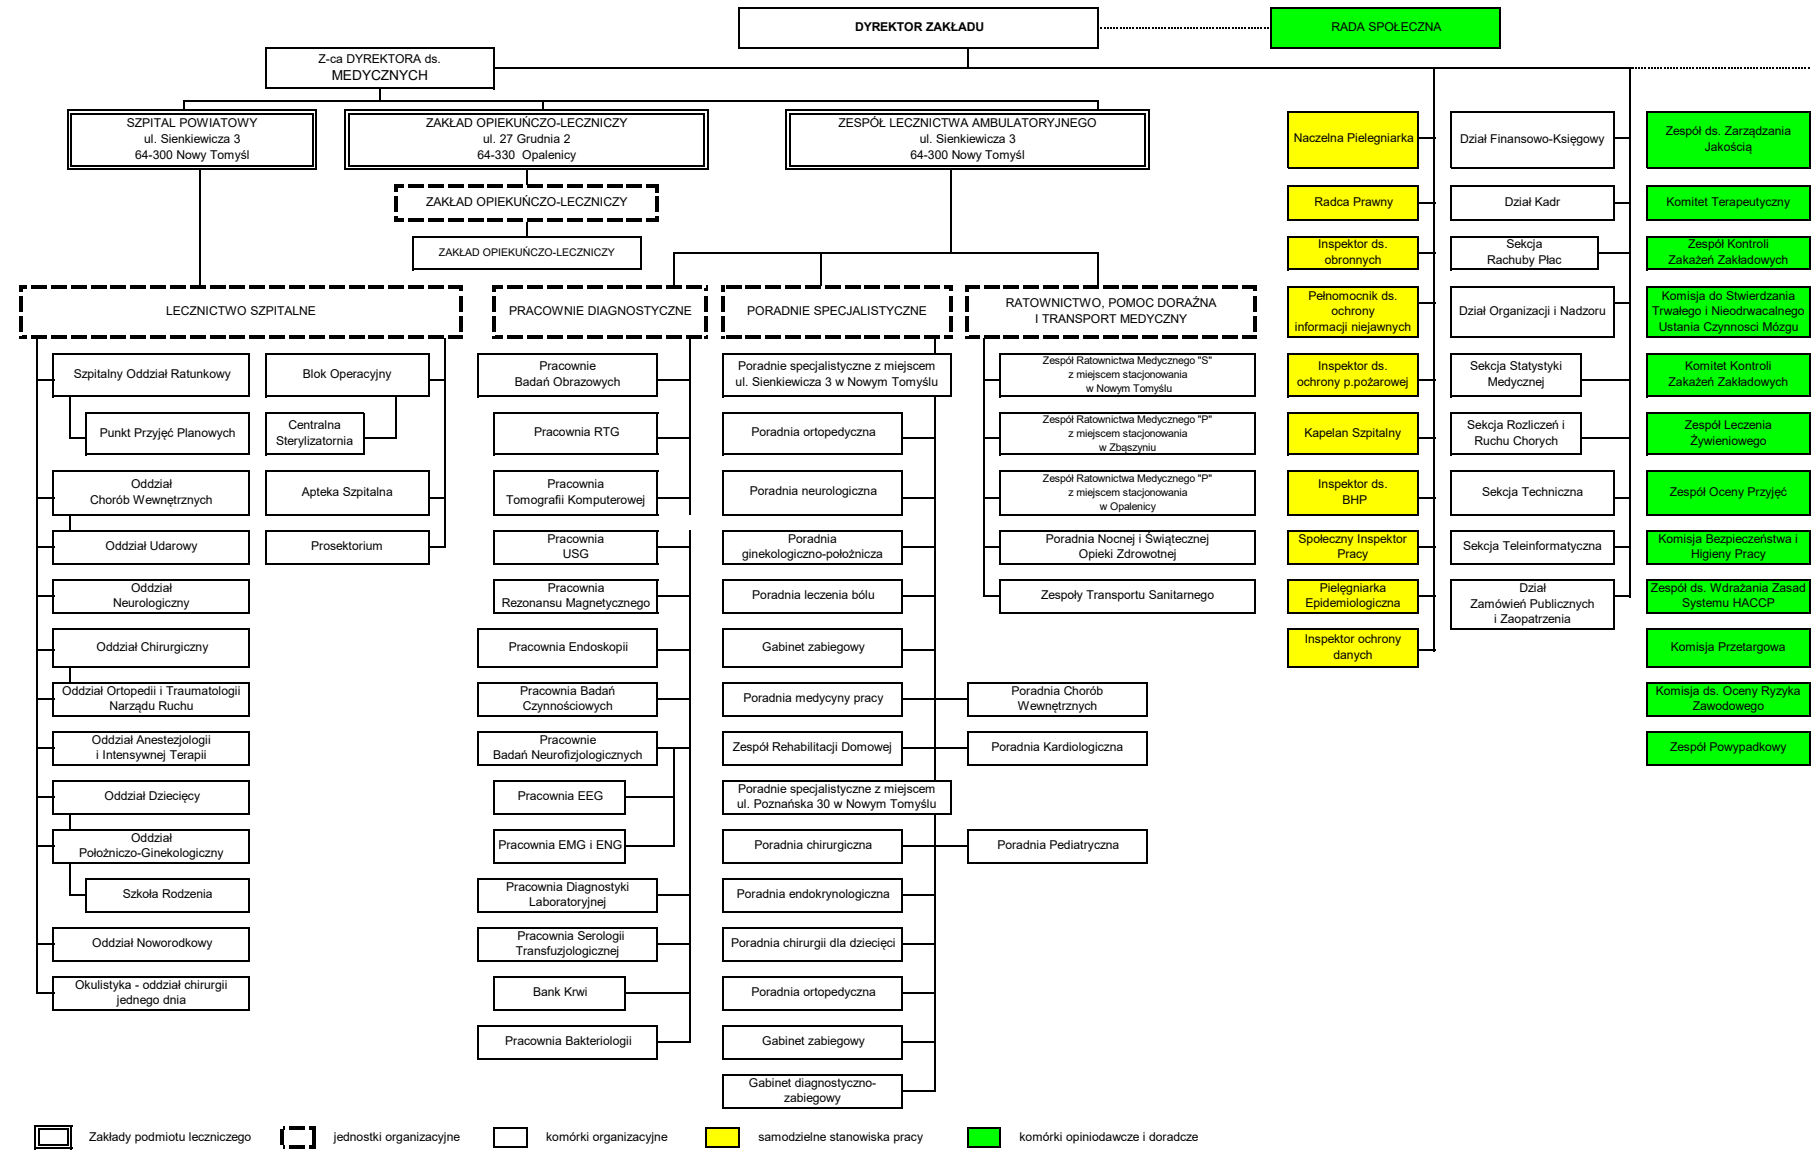 DYREKTOR ZAKŁADU
RADA SPOŁECZNA
Z-ca DYREKTORA ds.
MEDYCZNYCH
SZPITAL POWIATOWY
ul. Sienkiewicza 3
64-300 Nowy Tomyśl
ZAKŁAD OPIEKUŃCZO-LECZNICZY
ul. 27 Grudnia 2
64-330 Opalenicy
ZESPÓŁ LECZNICTWA AMBULATORYJNEGO
ul. Sienkiewicza 3
64-300 Nowy Tomyśl
ZAKŁAD OPIEKUŃCZO-LECZNICZY
ZAKŁAD OPIEKUŃCZO-LECZNICZY
LECZNICTWO SZPITALNE
Szpitalny Oddział Ratunkowy
Punkt Przyjęć Planowych
Oddział
Chorób Wewnętrznych
Oddział Udarowy
Oddział
Neurologiczny
Oddział Chirurgiczny
Oddział Ortopedii i Traumatologii
Narządu Ruchu
Oddział Anestezjologii
i Intensywnej Terapii
Oddział Dziecięcy
Oddział
Położniczo-Ginekologiczny
Szkoła Rodzenia
Oddział Noworodkowy
Okulistyka - oddział chirurgii
jednego dnia
Blok Operacyjny
Centralna
Sterylizatornia
Apteka Szpitalna
Prosektorium
PRACOWNIE DIAGNOSTYCZNE
Pracownie
Badań Obrazowych
Pracownia RTG
Pracownia
Tomografii Komputerowej
Pracownia
USG
Pracownia
Rezonansu Magnetycznego
Pracownia Endoskopii
Pracownia Badań
Czynnościowych
Pracownie
Badań Neurofizjologicznych
Pracownia EEG
Pracownia EMG i ENG
Pracownia Diagnostyki
Laboratoryjnej
Pracownia Serologii
Transfuzjologicznej
Bank Krwi
Pracownia Bakteriologii
PORADNIE SPECJALISTYCZNE
Poradnie specjalistyczne z miejscem
ul. Sienkiewicza 3 w Nowym Tomyślu
Poradnia ortopedyczna
Poradnia neurologiczna
Poradnia
ginekologiczno-położnicza
Poradnia leczenia bólu
Gabinet zabiegowy
Poradnia medycyny pracy
Zespół Rehabilitacji Domowej
Poradnie specjalistyczne z miejscem
ul. Poznańska 30 w Nowym Tomyślu
Poradnia chirurgiczna
Poradnia endokrynologiczna
Poradnia chirurgii dla dziecięci
Poradnia ortopedyczna
Gabinet zabiegowy
Gabinet diagnostyczno-
zabiegowy
Poradnia Chorób
Wewnętrznych
Poradnia Kardiologiczna
Poradnia Pediatryczna
RATOWNICTWO, POMOC DORAŹNA
I TRANSPORT MEDYCZNY
Zespół Ratownictwa Medycznego "S"
z miejscem stacjonowania
w Nowym Tomyślu
Zespół Ratownictwa Medycznego "P"
z miejscem stacjonowania
w Zbąszyniu
Zespół Ratownictwa Medycznego "P"
z miejscem stacjonowania
w Opalenicy
Poradnia Nocnej i Świątecznej
Opieki Zdrowotnej
Zespoły Transportu Sanitarnego
Naczelna Pielegniarka
Radca Prawny
Inspektor ds.
obronnych
Pełnomocnik ds.
ochrony
informacji niejawnych
Inspektor ds.
ochrony p.pożarowej
Kapelan Szpitalny
Inspektor ds.
BHP
Społeczny Inspektor
Pracy
Pielęgniarka
Epidemiologiczna
Inspektor ochrony
danych
Dział Finansowo-Księgowy
Dział Kadr
Sekcja
Rachuby Płac
Dział Organizacji i Nadzoru
Sekcja Statystyki
Medycznej
Sekcja Rozliczeń i
Ruchu Chorych
Sekcja Techniczna
Sekcja Teleinformatyczna
Dział
Zamówień Publicznych
i Zaopatrzenia
Zespół ds. Zarządzania
Jakością
Komitet Terapeutyczny
Zespół Kontroli
Zakażeń Zakładowych
Komisja do Stwierdzania
Trwałego i Nieodrwacalnego
Ustania Czynnosci Mózgu
Komitet Kontroli
Zakażeń Zakładowych
Zespół Leczenia
Żywieniowego
Zespół Oceny Przyjęć
Komisja Bezpieczeństwa i
Higieny Pracy
Zespół ds. Wdrażania Zasad
Systemu HACCP
Komisja Przetargowa
Komisja ds. Oceny Ryzyka
Zawodowego
Zespół Powypadkowy
Zakłady podmiotu leczniczego
jednostki organizacyjne
komórki organizacyjne
samodzielne stanowiska pracy
komórki opiniodawcze i doradcze